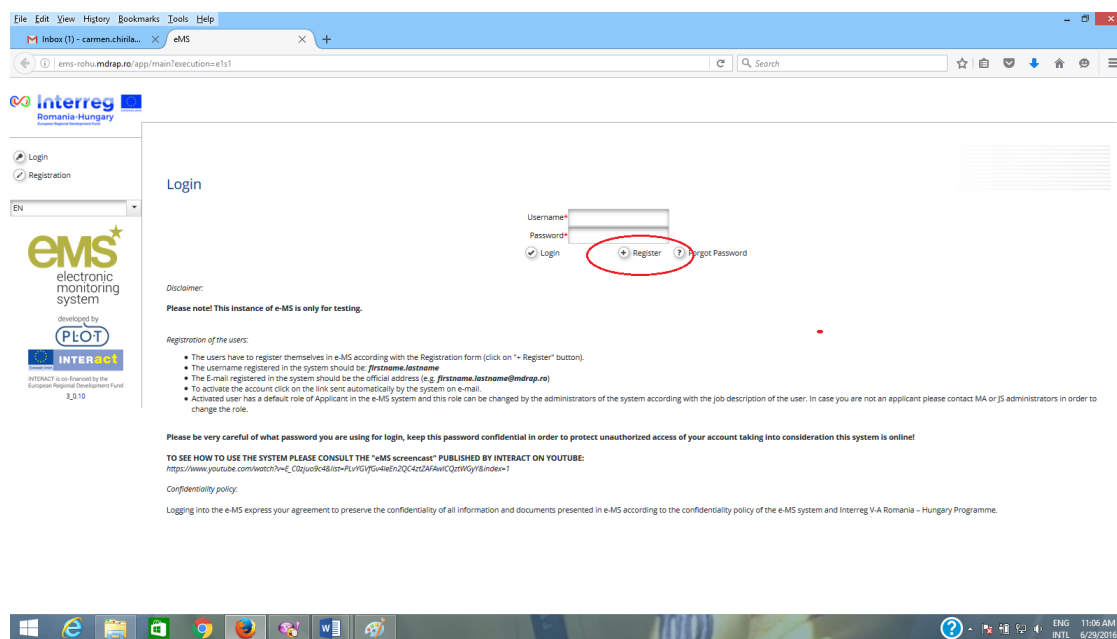 File Edit View History Bookmarks Tools Help
Inbox (1) - carmen.chirila... × eMS × +
ems-rohu.mdrap.ro/app/main?execution=e1s1
Search
Interreg
Romania-Hungary
European Regional Development Fund
Login
Registration
EN
eMS
electronic
monitoring
system
developed by
PLOT
INTERact
INTERACT is co-financed by the
European Regional Development Fund
3_0.10
Login
Username*
Password*
Login Register Forgot Password
Disclaimer:
Please note! This instance of e-MS is only for testing.
Registration of the users:
• The users have to register themselves in e-MS according with the Registration form (click on "+ Register" button).
• The username registered in the system should be: firstname.lastname
• The E-mail registered in the system should be the official address (e.g. firstname.lastname@mdrap.ro)
• To activate the account click on the link sent automatically by the system on e-mail.
• Activated user has a default role of Applicant in the e-MS system and this role can be changed by the administrators of the system according with the job description of the user. In case you are not an applicant please contact MA or JS administrators in order to
change the role.
Please be very careful of what password you are using for login, keep this password confidential in order to protect unauthorized access of your account taking into consideration this system is online!
TO SEE HOW TO USE THE SYSTEM PLEASE CONSULT THE "eMS screencast" PUBLISHED BY INTERACT ON YOUTUBE:
https://www.youtube.com/watch?v=E_C0zjuo9c4&list=PLvYGVfGv4IeEn2QC4ztZAFAwICQztWGyY&index=1
Confidentiality policy:
Logging into the e-MS express your agreement to preserve the confidentiality of all information and documents presented in e-MS according to the confidentiality policy of the e-MS system and Interreg V-A Romania – Hungary Programme.
ENG 11:06 AM
INTL 6/29/2016